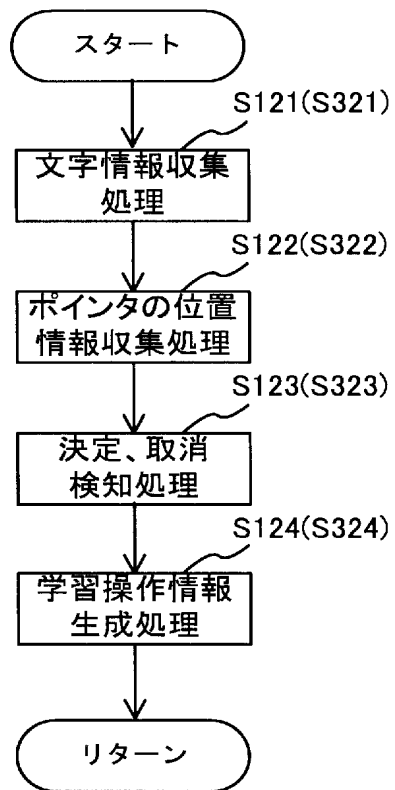 スタート
S121(S321)
文字情報収集
処理
S122(S322)
ポインタの位置
情報収集処理
S123(S323)
決定、取消
検知処理
S124(S324)
学習操作情報
生成処理
リターン